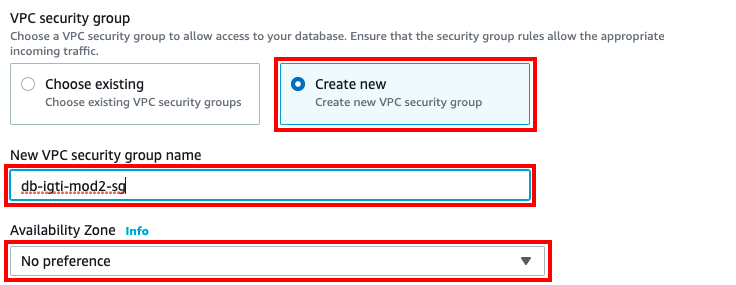 VPC security group
Choose a VPC security group to allow access to your database. Ensure that the security group rules allow the appropriate
incoming traffic.
Choose existing
Choose existing VPC security groups
Create new
Create new VPC security group
New VPC security group name
db-igti-mod2-sg
Availability Zone Info
No preference